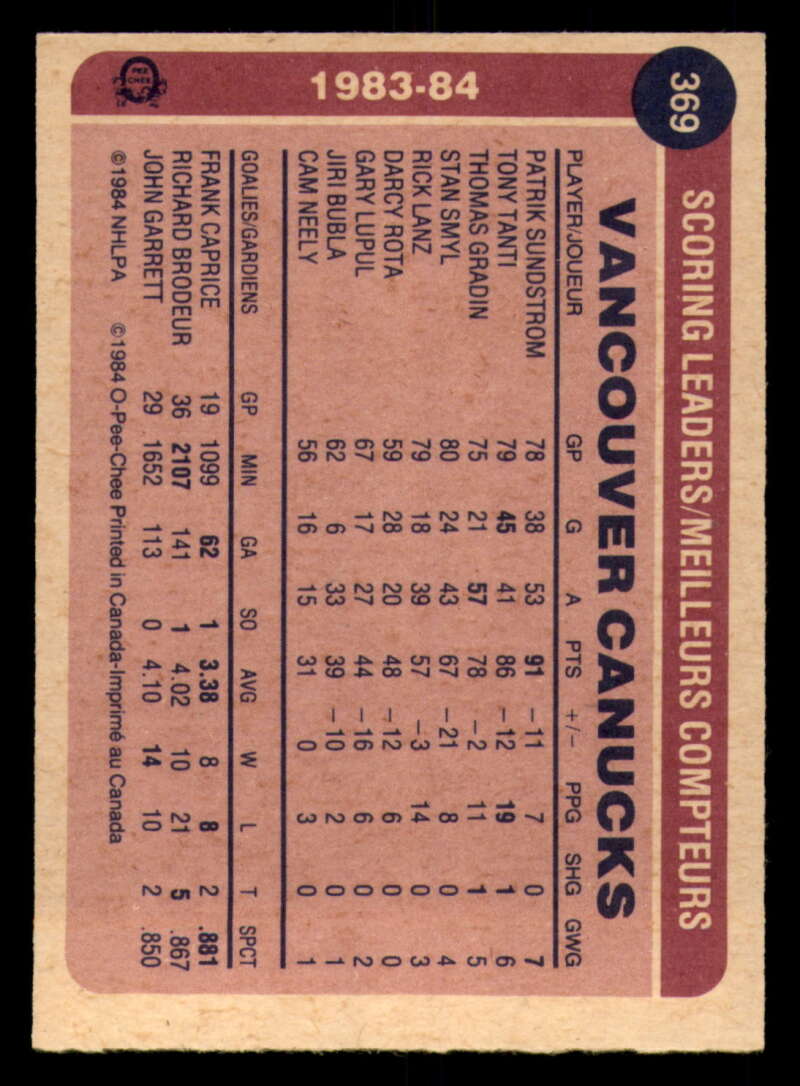 369
SCORING LEADERS/MEILLEURS COMPTEURS
1983-84
O PEE CHEE
VANCOUVER CANUCKS
PLAYER/JOUEUR GP G A PTS +/- PPG SHG GWG
PATRIK SUNDSTROM 78 38 53 91 -11 7 0 7
TONY TANTI 79 45 41 86 -12 19 1 6
THOMAS GRADIN 75 21 57 78 -2 11 1 5
STAN SMYL 80 24 43 67 -21 8 0 4
RICK LANZ 79 18 39 57 -3 14 0 3
DARCY ROTA 59 28 20 48 -12 6 0 0
GARY LUPUL 67 17 27 44 -16 6 0 2
JIRI BUBLA 62 6 33 39 -10 2 0 1
CAM NEELY 56 16 15 31 0 3 0 1
GOALIES/GARDIENS GP MIN GA SO AVG W L T SPCT
FRANK CAPRICE 19 1099 62 1 3.38 8 8 2 .881
RICHARD BRODEUR 36 2107 141 1 4.02 10 21 5 .867
JOHN GARRETT 29 1652 113 0 4.10 14 10 2 .850
©1984 NHLPA ©1984 O-Pee-Chee Printed in Canada-Imprimé au Canada